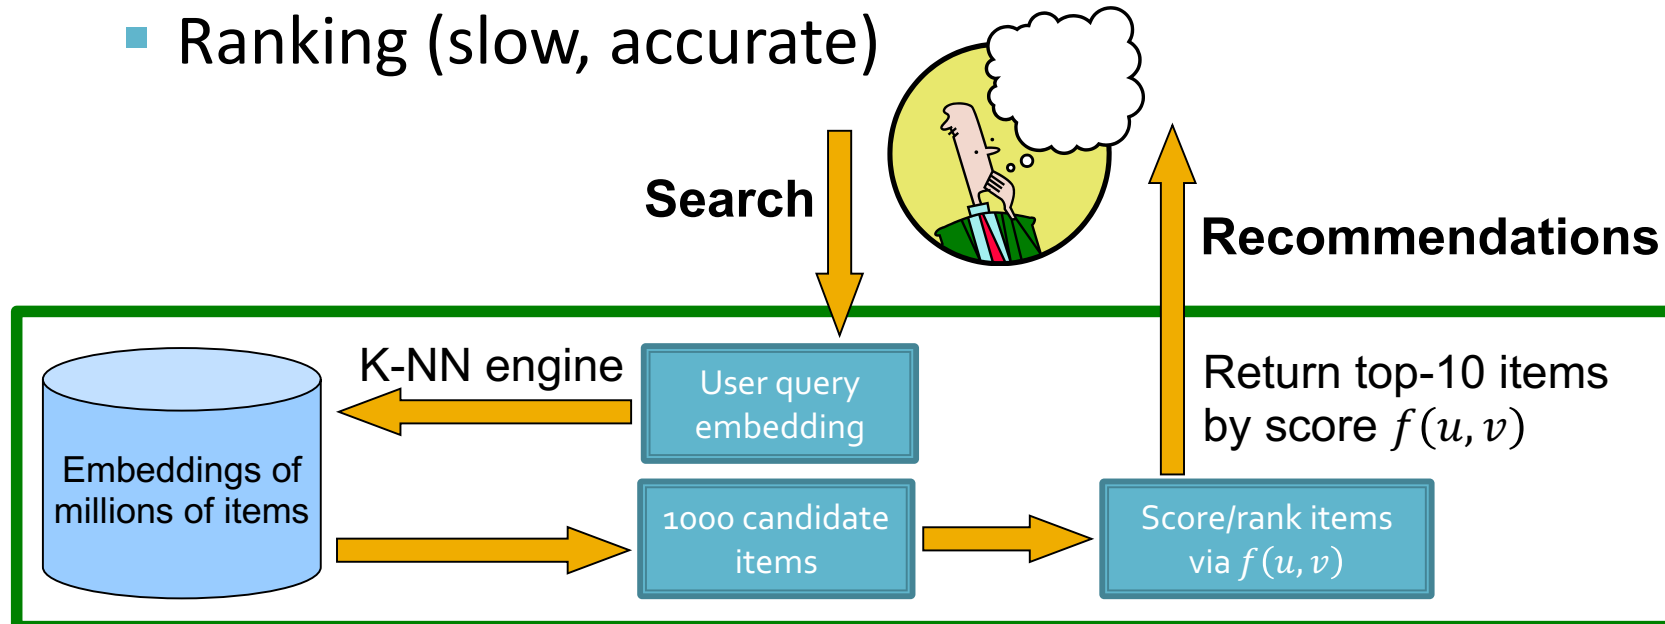 ▪ Ranking (slow, accurate)
Search
Recommendations
K-NN engine
User query
embedding
Return top-10 items
by score f(u, v)
Embeddings of
millions of items
1000 candidate
items
Score/rank items
via f(u, v)